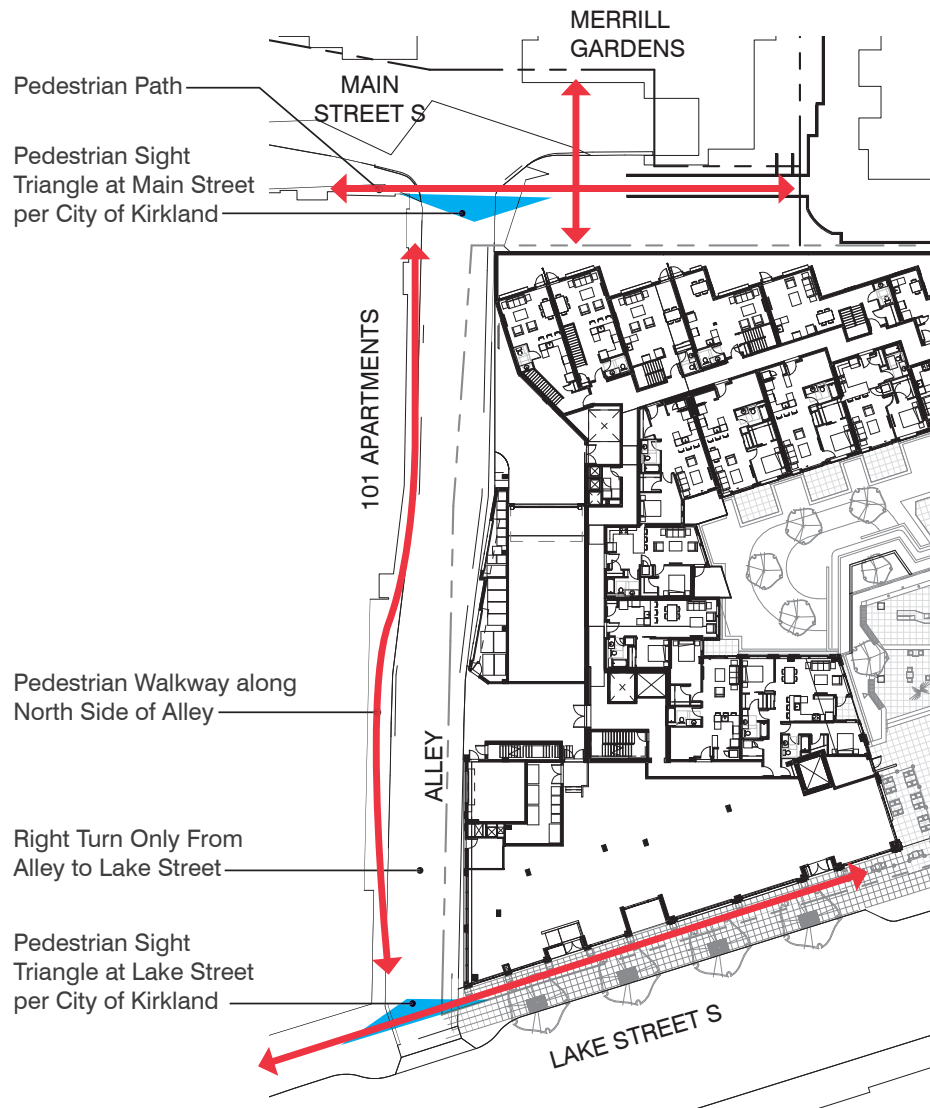 MERRILL
GARDENS
MAIN
STREET S
Pedestrian Path
Pedestrian Sight
Triangle at Main Street
per City of Kirkland
101 APARTMENTS
Pedestrian Walkway along
North Side of Alley
ALLEY
Right Turn Only From
Alley to Lake Street
Pedestrian Sight
Triangle at Lake Street
per City of Kirkland
LAKE STREET S